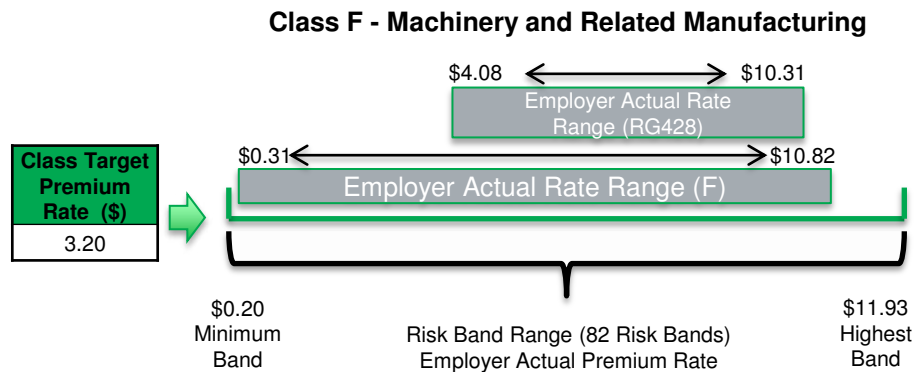 Class F - Machinery and Related Manufacturing
$4.08
$10.31
Employer Actual Rate
Range (RG428)
$0.31
$10.82
Employer Actual Rate Range (F)
Class Target
Premium
Rate ($)
3.20
$0.20
Minimum
Band
Risk Band Range (82 Risk Bands)
Employer Actual Premium Rate
$11.93
Highest
Band